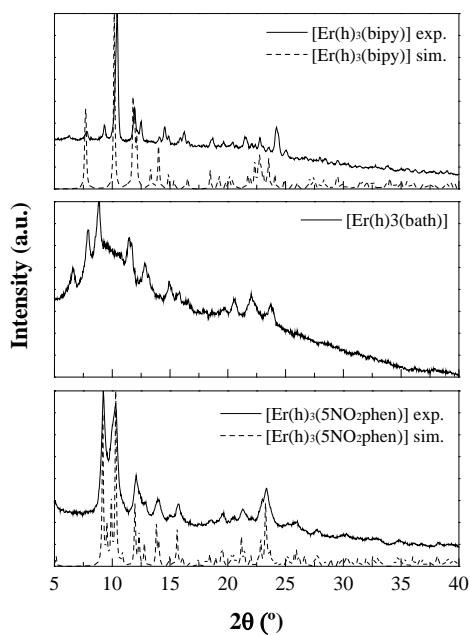 [Er(h)3(bipy)] exp.
[Er(h)3(bipy)] sim.
[Er(h)3(bath)]
[Er(h)3(5NO2phen)] exp.
[Er(h)3(5NO2phen)] sim.
Intensity (a.u.)
5 10 15 20 25 30 35 40
2θ (º)